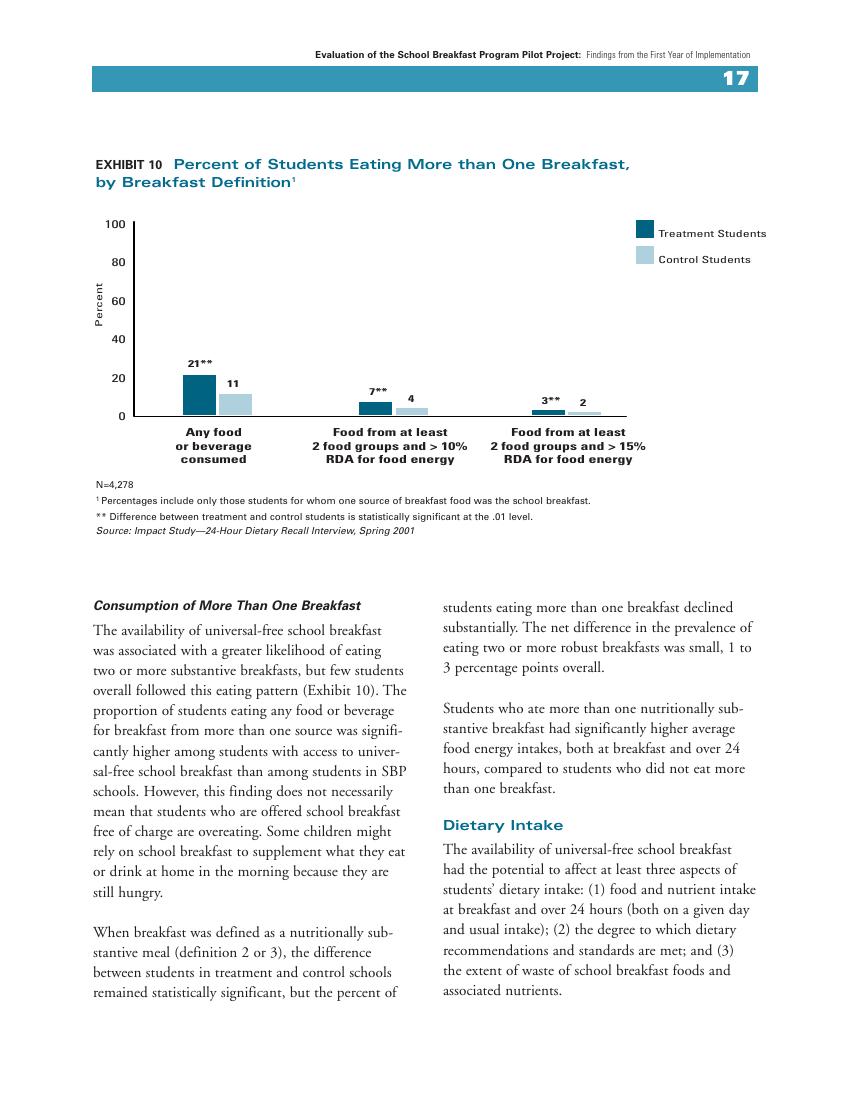 Evaluation of the School Breakfast Program Pilot Project: Findings from the First Year of Implementation
17
EXHIBIT 10 Percent of Students Eating More than One Breakfast,
by Breakfast Definition1
100
80
60
40
20
0
Percent
Treatment Students
Control Students
21**
11
7**
4
3**
2
Any food
or beverage
consumed
Food from at least
2 food groups and > 10%
RDA for food energy
Food from at least
2 food groups and > 15%
RDA for food energy
N=4,278
1 Percentages include only those students for whom one source of breakfast food was the school breakfast.
** Difference between treatment and control students is statistically significant at the .01 level.
Source: Impact Study—24-Hour Dietary Recall Interview, Spring 2001
Consumption of More Than One Breakfast
The availability of universal-free school breakfast
was associated with a greater likelihood of eating
two or more substantive breakfasts, but few students
overall followed this eating pattern (Exhibit 10). The
proportion of students eating any food or beverage
for breakfast from more than one source was signifi-
cantly higher among students with access to univer-
sal-free school breakfast than among students in SBP
schools. However, this finding does not necessarily
mean that students who are offered school breakfast
free of charge are overeating. Some children might
rely on school breakfast to supplement what they eat
or drink at home in the morning because they are
still hungry.
When breakfast was defined as a nutritionally sub-
stantive meal (definition 2 or 3), the difference
between students in treatment and control schools
remained statistically significant, but the percent of
students eating more than one breakfast declined
substantially. The net difference in the prevalence of
eating two or more robust breakfasts was small, 1 to
3 percentage points overall.
Students who ate more than one nutritionally sub-
stantive breakfast had significantly higher average
food energy intakes, both at breakfast and over 24
hours, compared to students who did not eat more
than one breakfast.
Dietary Intake
The availability of universal-free school breakfast
had the potential to affect at least three aspects of
students’ dietary intake: (1) food and nutrient intake
at breakfast and over 24 hours (both on a given day
and usual intake); (2) the degree to which dietary
recommendations and standards are met; and (3)
the extent of waste of school breakfast foods and
associated nutrients.